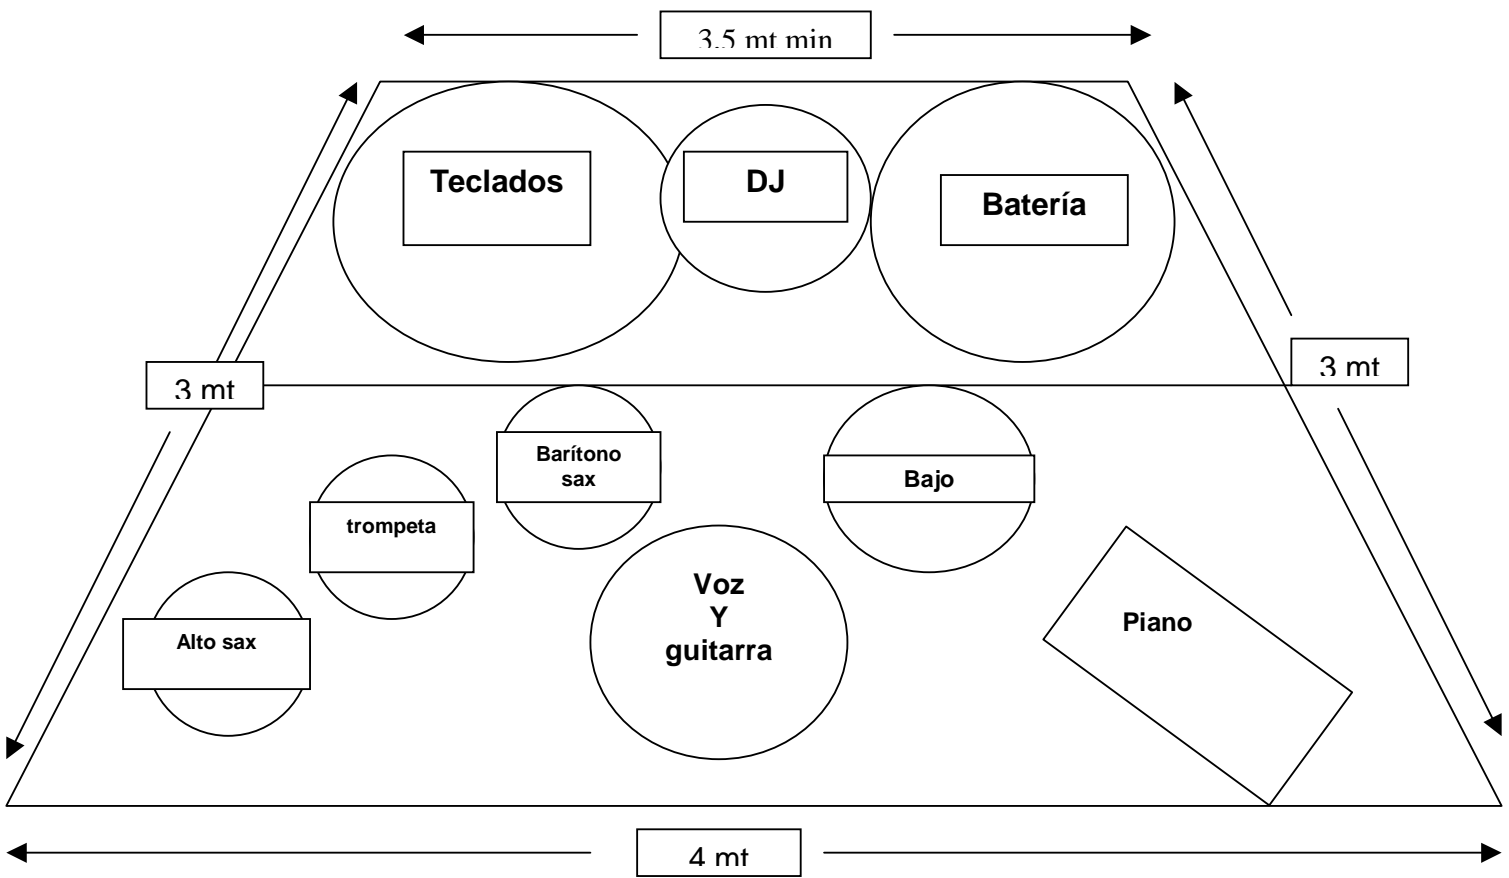 3.5 mt min
Teclados
DJ
Batería
3 mt
3 mt
Barítono
sax
Bajo
trompeta
Voz
Y
guitarra
Piano
Alto sax
4 mt